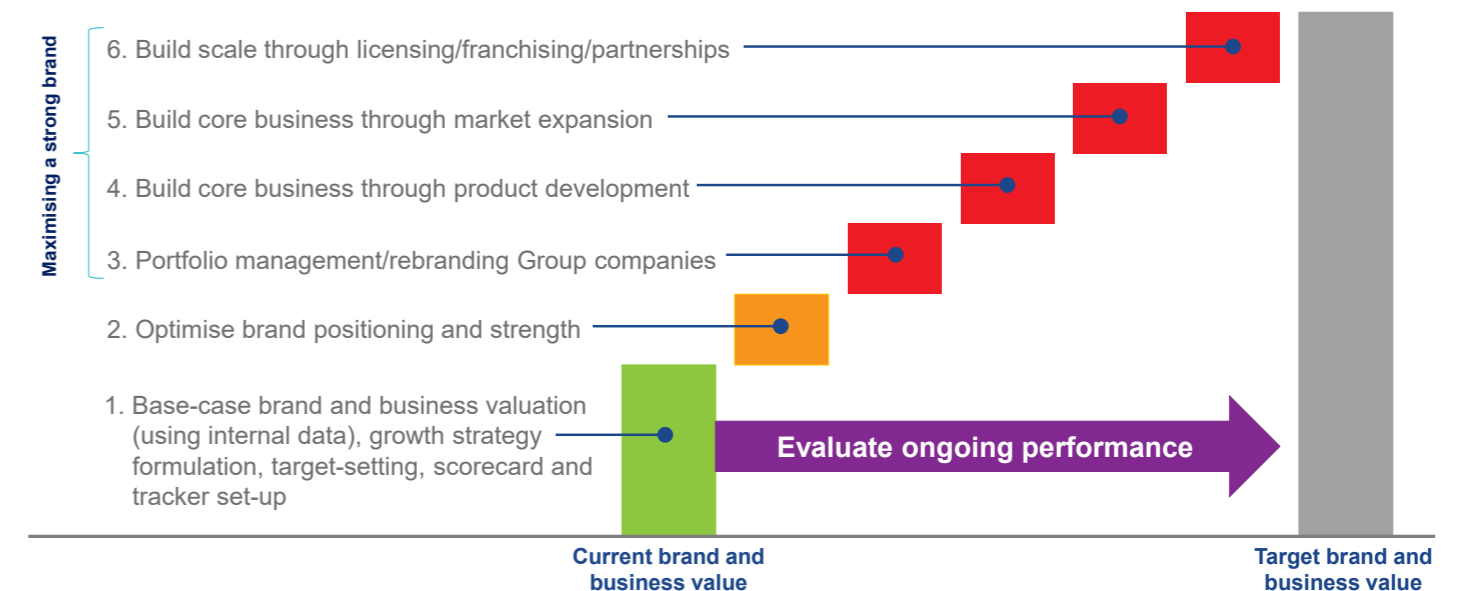 Maximising a strong brand
6. Build scale through licensing/franchising/partnerships
5. Build core business through market expansion
4. Build core business through product development
3. Portfolio management/rebranding Group companies
2. Optimise brand positioning and strength
1. Base-case brand and business valuation
(using internal data), growth strategy
formulation, target-setting, scorecard and
tracker set-up
Evaluate ongoing performance
Current brand and
business value
Target brand and
business value